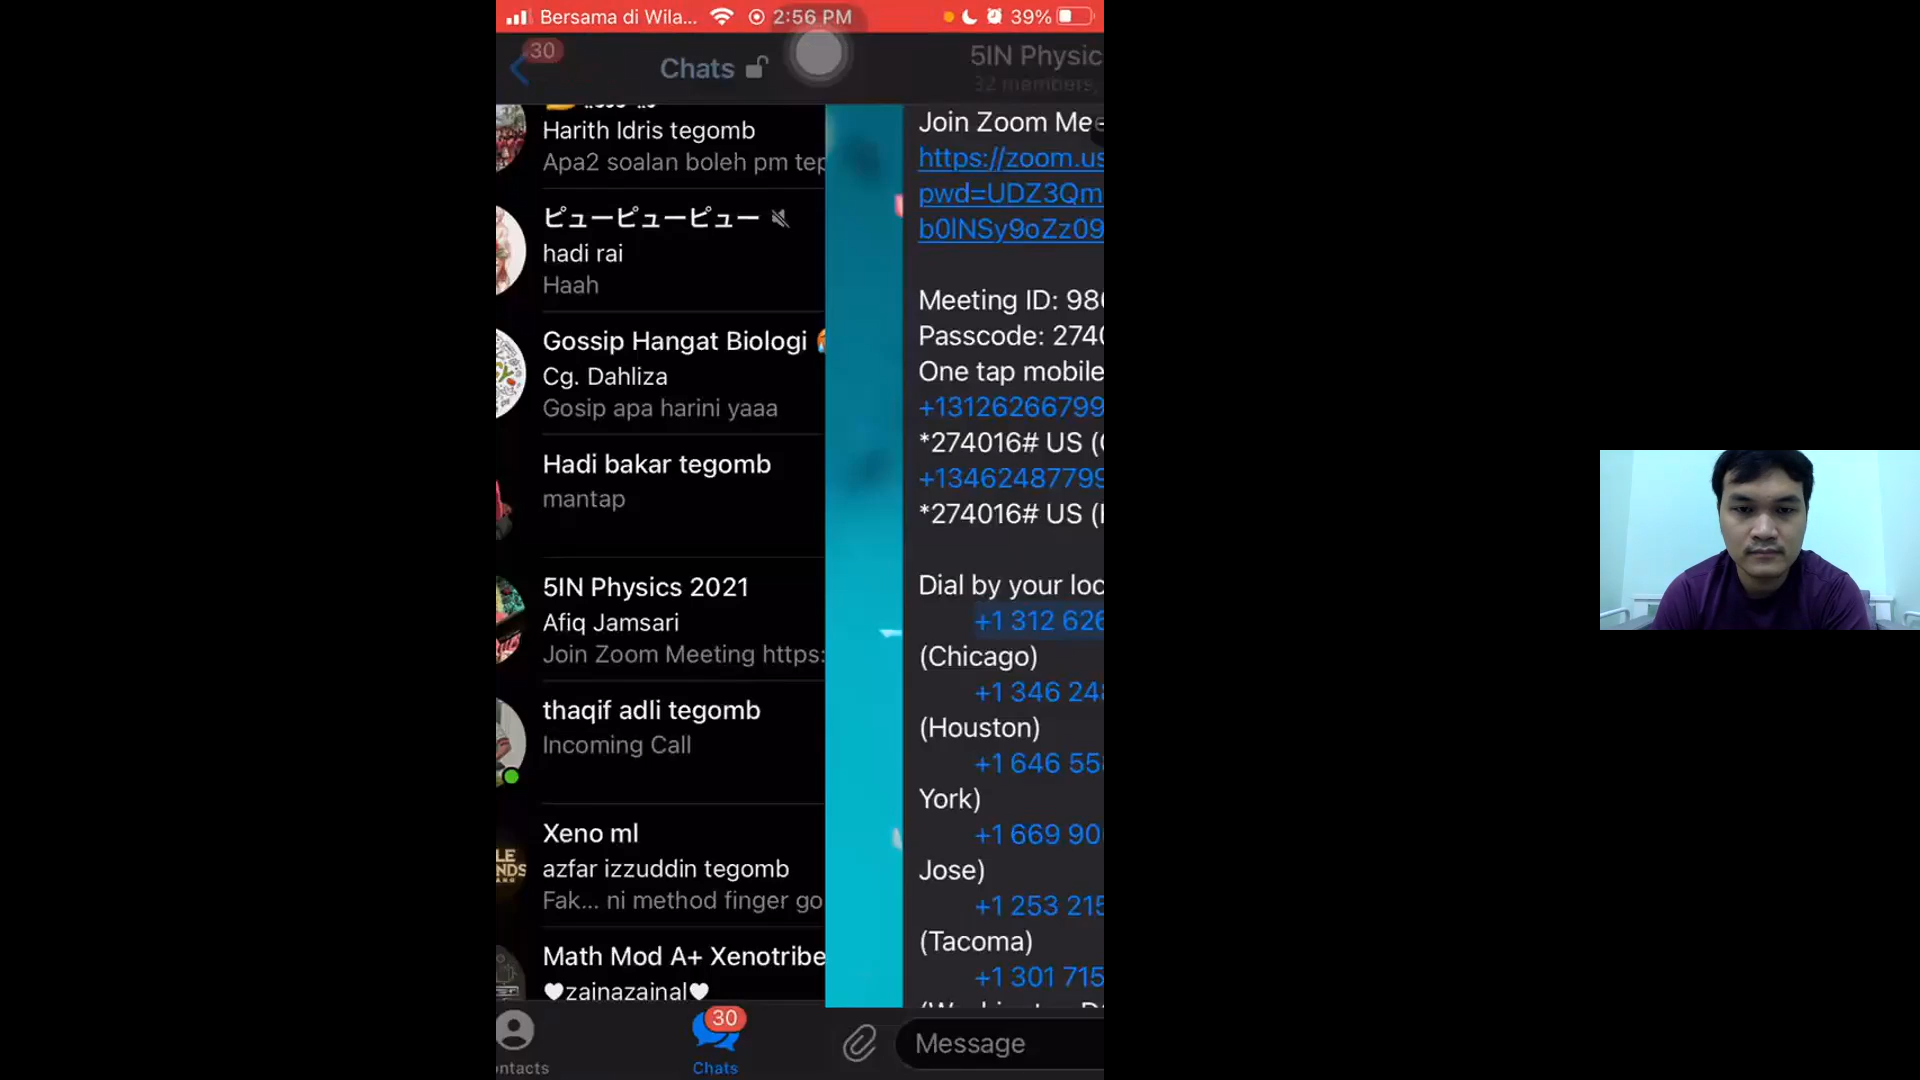 Bersama di Wila...
2:56 PM
39%
30
Chats
5IN Physic
32 members,
Harith Idris tegomb
Apa2 soalan boleh pm tep
ピューピューピュー
hadi rai
Haah
Gossip Hangat Biologi
Cg. Dahliza
Gosip apa harini yaaa
Hadi bakar tegomb
mantap
5IN Physics 2021
Afiq Jamsari
Join Zoom Meeting https:
thaqif adli tegomb
Incoming Call
Xeno ml
azfar izzuddin tegomb
Fak... ni method finger go
Math Mod A+ Xenotribe
♥zainazainal♥
ntacts
30
Chats
Join Zoom Mee
https://zoom.us
pwd=UDZ3Qm
b0lNSy9oZz09
Meeting ID: 98
Passcode: 274
One tap mobile
+13126266799
*274016# US (
+13462487799
*274016# US (
Dial by your loc
+1 312 626
(Chicago)
+1 346 248
(Houston)
+1 646 55
York)
+1 669 90
Jose)
+1 253 215
(Tacoma)
+1 301 715
Message